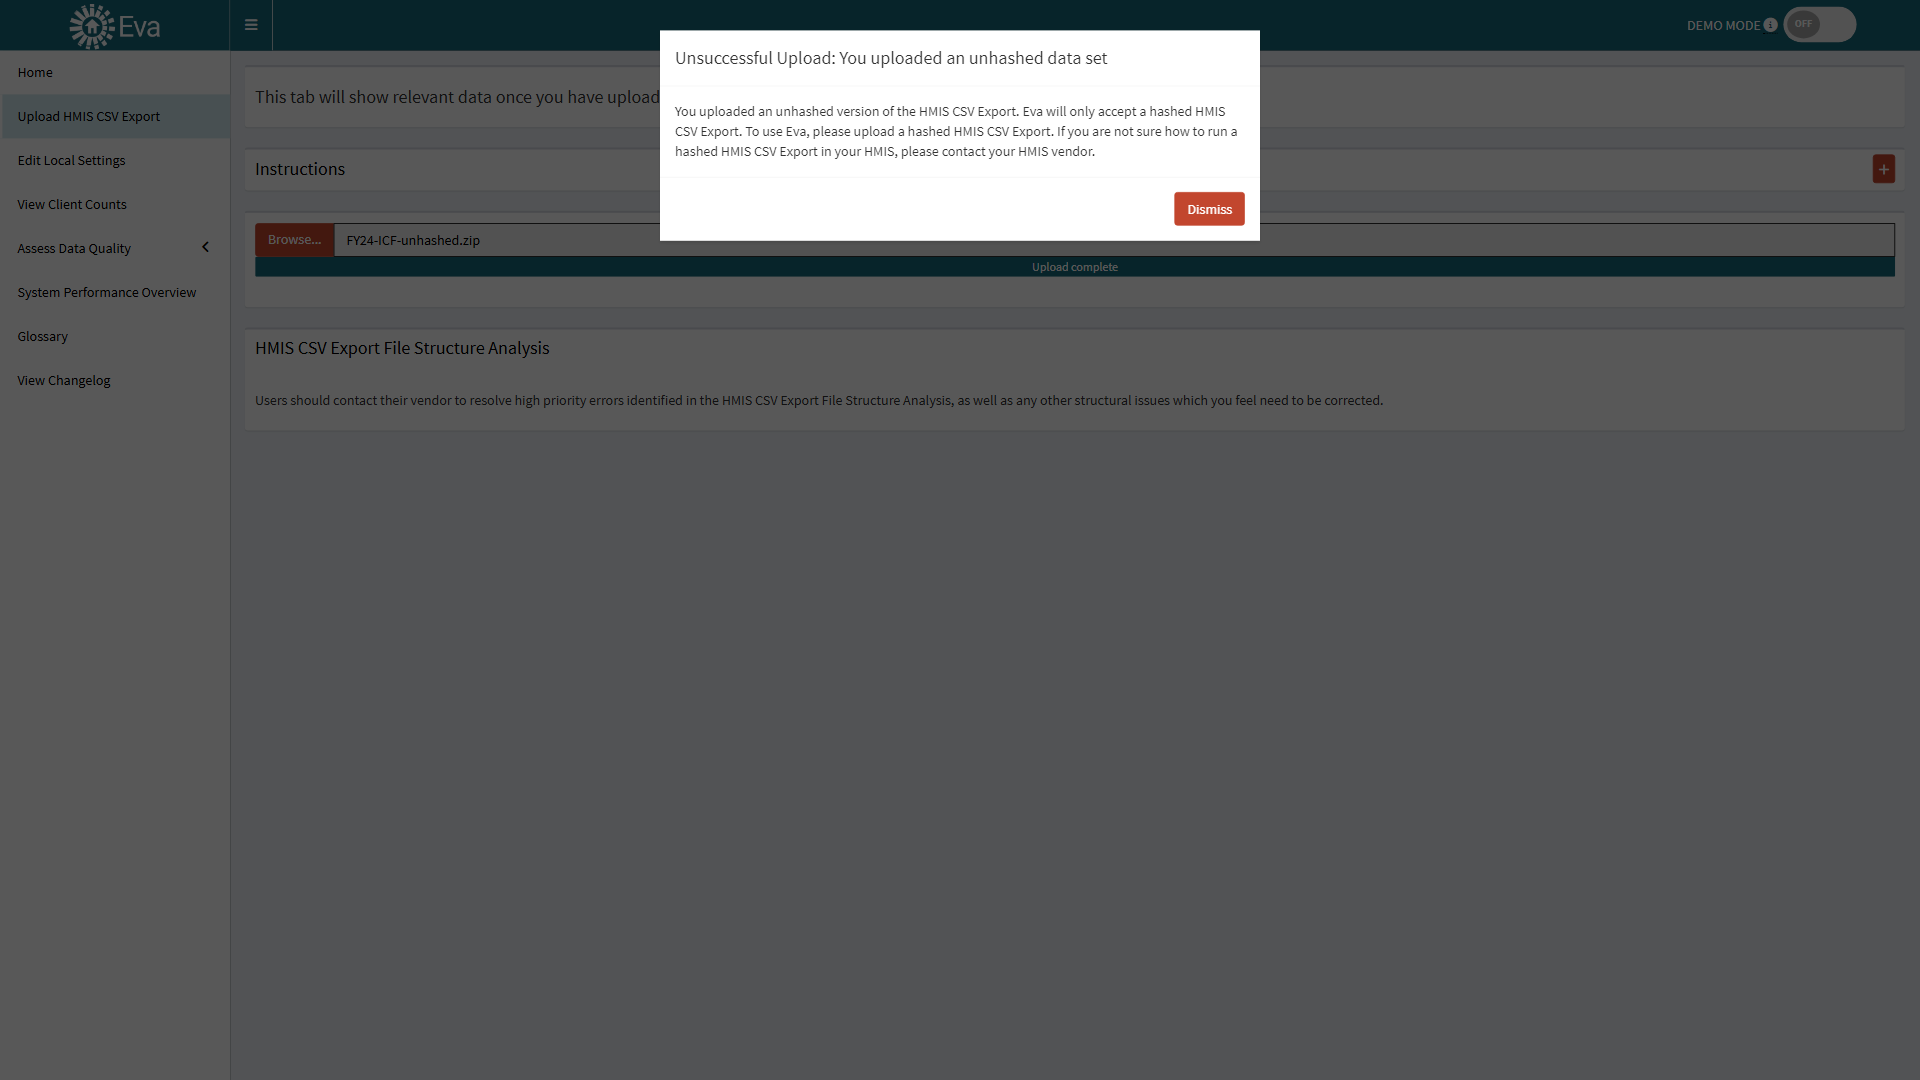 Eva
DEMO MODE
OFF
Home
Upload HMIS CSV Export
Edit Local Settings
View Client Counts
Assess Data Quality
System Performance Overview
Glossary
View Changelog
Unsuccessful Upload: You uploaded an unhashed data set
You uploaded an unhashed version of the HMIS CSV Export. Eva will only accept a hashed HMIS
CSV Export. To use Eva, please upload a hashed HMIS CSV Export. If you are not sure how to run a
hashed HMIS CSV Export in your HMIS, please contact your HMIS vendor.
Dismiss
This tab will show relevant data once you have upload
Instructions
Browse... FY24-ICF-unhashed.zip
Upload complete
HMIS CSV Export File Structure Analysis
Users should contact their vendor to resolve high priority errors identified in the HMIS CSV Export File Structure Analysis, as well as any other structural issues which you feel need to be corrected.